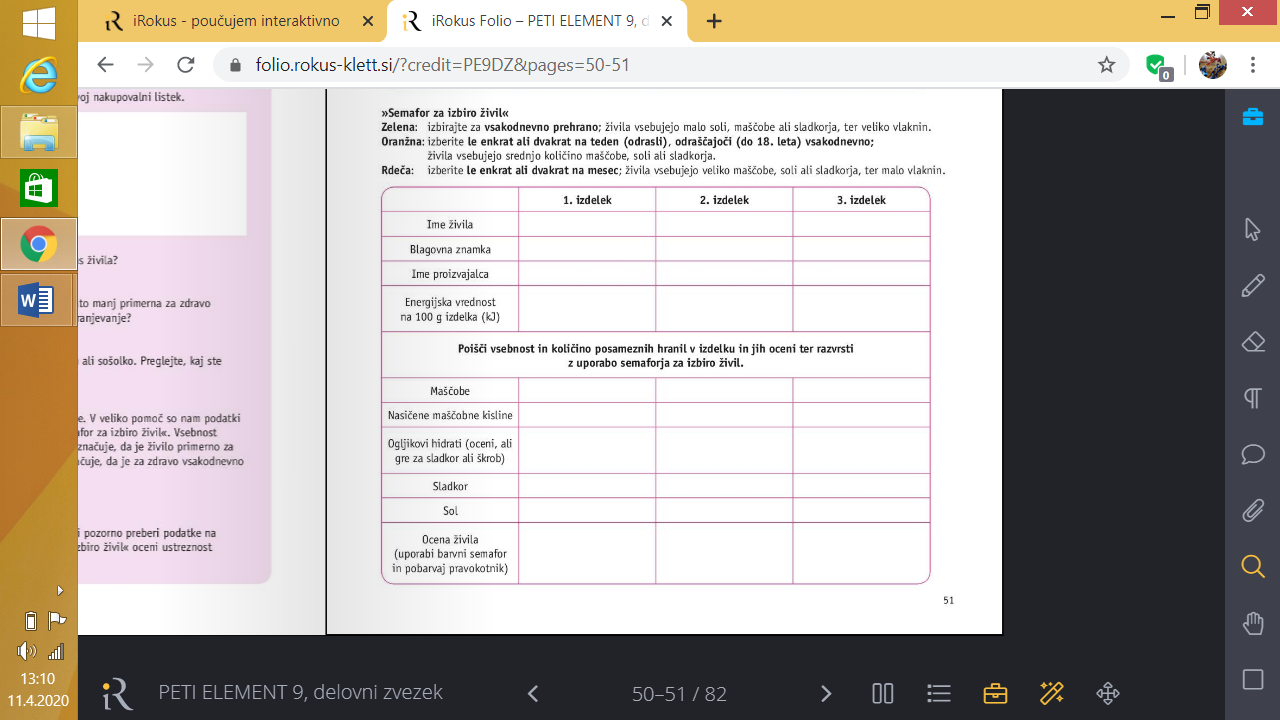 iRokus - poučujem interaktivno
iRokus Folio – PETI ELEMENT 9, d
folio.rokus-klett.si/?credit=PE9DZ&pages=50-51
0
voj nakupovalni listek.
s živila?
to manj primerna za zdravo
ranjevanje?
ali sošolko. Preglejte, kaj ste
e. V veliko pomoč so nam podatki
afor za izbiro živil«. Vsebnost
značuje, da je živilo primerno za
čuje, da je za zdravo vsakodnevno
i pozorno preberi podatke na
zbiro živil« oceni ustreznost
»Semafor za izbiro živil«
Zelena: izbirajte za vsakodnevno prehrano; živila vsebujejo malo soli, maščobe ali sladkorja, ter veliko vlaknin.
Oranžna: izberite le enkrat ali dvakrat na teden (odrasli), odraščajoči (do 18. leta) vsakodnevno;
živila vsebujejo srednjo količino maščobe, soli ali sladkorja.
Rdeča: izberite le enkrat ali dvakrat na mesec; živila vsebujejo veliko maščobe, soli ali sladkorja, ter malo vlaknin.
1. izdelek 2. izdelek 3. izdelek
Ime živila
Blagovna znamka
Ime proizvajalca
Energijska vrednost
na 100 g izdelka (kJ)
Poišči vsebnost in količino posameznih hranil v izdelku in jih oceni ter razvrsti
z uporabo semaforja za izbiro živil.
Maščobe
Nasičene maščobne kisline
Ogljikovi hidrati (oceni, ali
gre za sladkor ali škrob)
Sladkor
Sol
Ocena živila
(uporabi barvni semafor
in pobarvaj pravokotnik)
51
13:10
11.4.2020
iR PETI ELEMENT 9, delovni zvezek 50–51 / 82